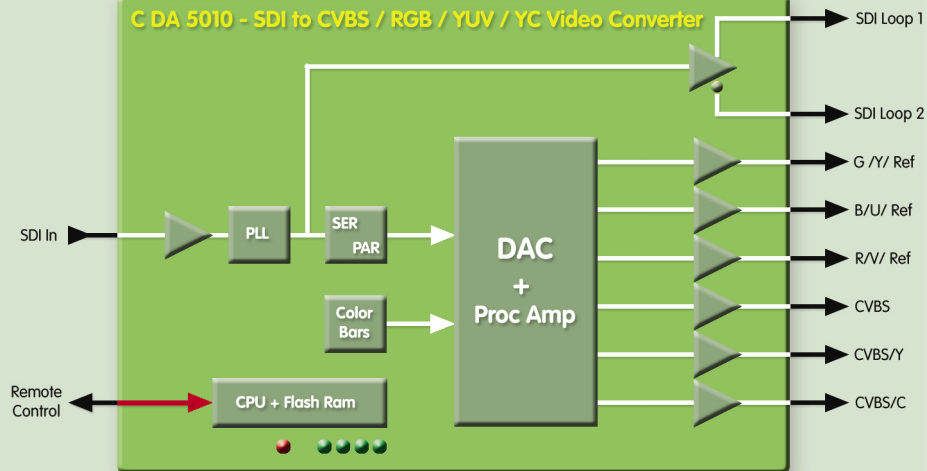 C DA 5010 - SDI to CVBS / RGB / YUV / YC Video Converter
SDI Loop 1
SDI Loop 2
G /Y/ Ref
B/U/ Ref
R/V/ Ref
CVBS
CVBS/Y
CVBS/C
SDI In
PLL
SER
PAR
DAC
+
Proc Amp
Color
Bars
Remote
Control
CPU + Flash Ram